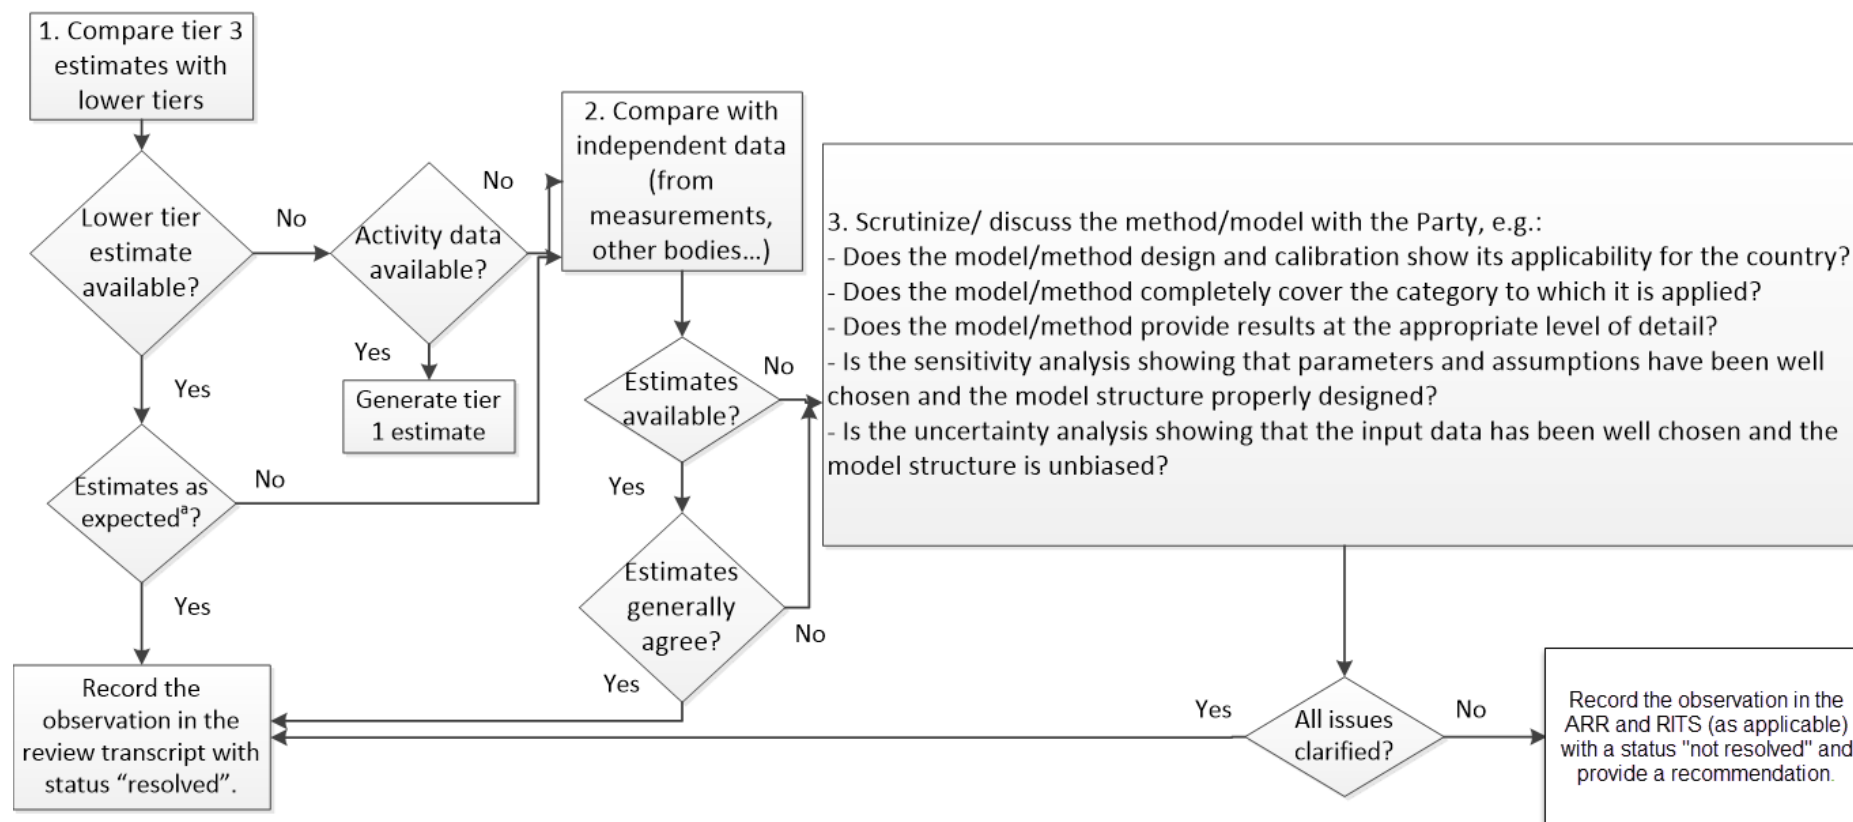 1. Compare tier 3
estimates with
lower tiers
Lower tier
estimate
available?
No
Activity data
available?
No
Yes
Generate tier
1 estimate
Yes
Estimates as
expectedᵃ?
No
Yes
Record the
observation in the
review transcript with
status “resolved”.
2. Compare with
independent data
(from
measurements,
other bodies...)
Estimates
available?
No
Yes
Estimates
generally
agree?
No
Yes
3. Scrutinize/ discuss the method/model with the Party, e.g.:
- Does the model/method design and calibration show its applicability for the country?
- Does the model/method completely cover the category to which it is applied?
- Does the model/method provide results at the appropriate level of detail?
- Is the sensitivity analysis showing that parameters and assumptions have been well
chosen and the model structure properly designed?
- Is the uncertainty analysis showing that the input data has been well chosen and the
model structure is unbiased?
Yes
All issues
clarified?
No
Record the observation in the
ARR and RITS (as applicable)
with a status "not resolved" and
provide a recommendation.